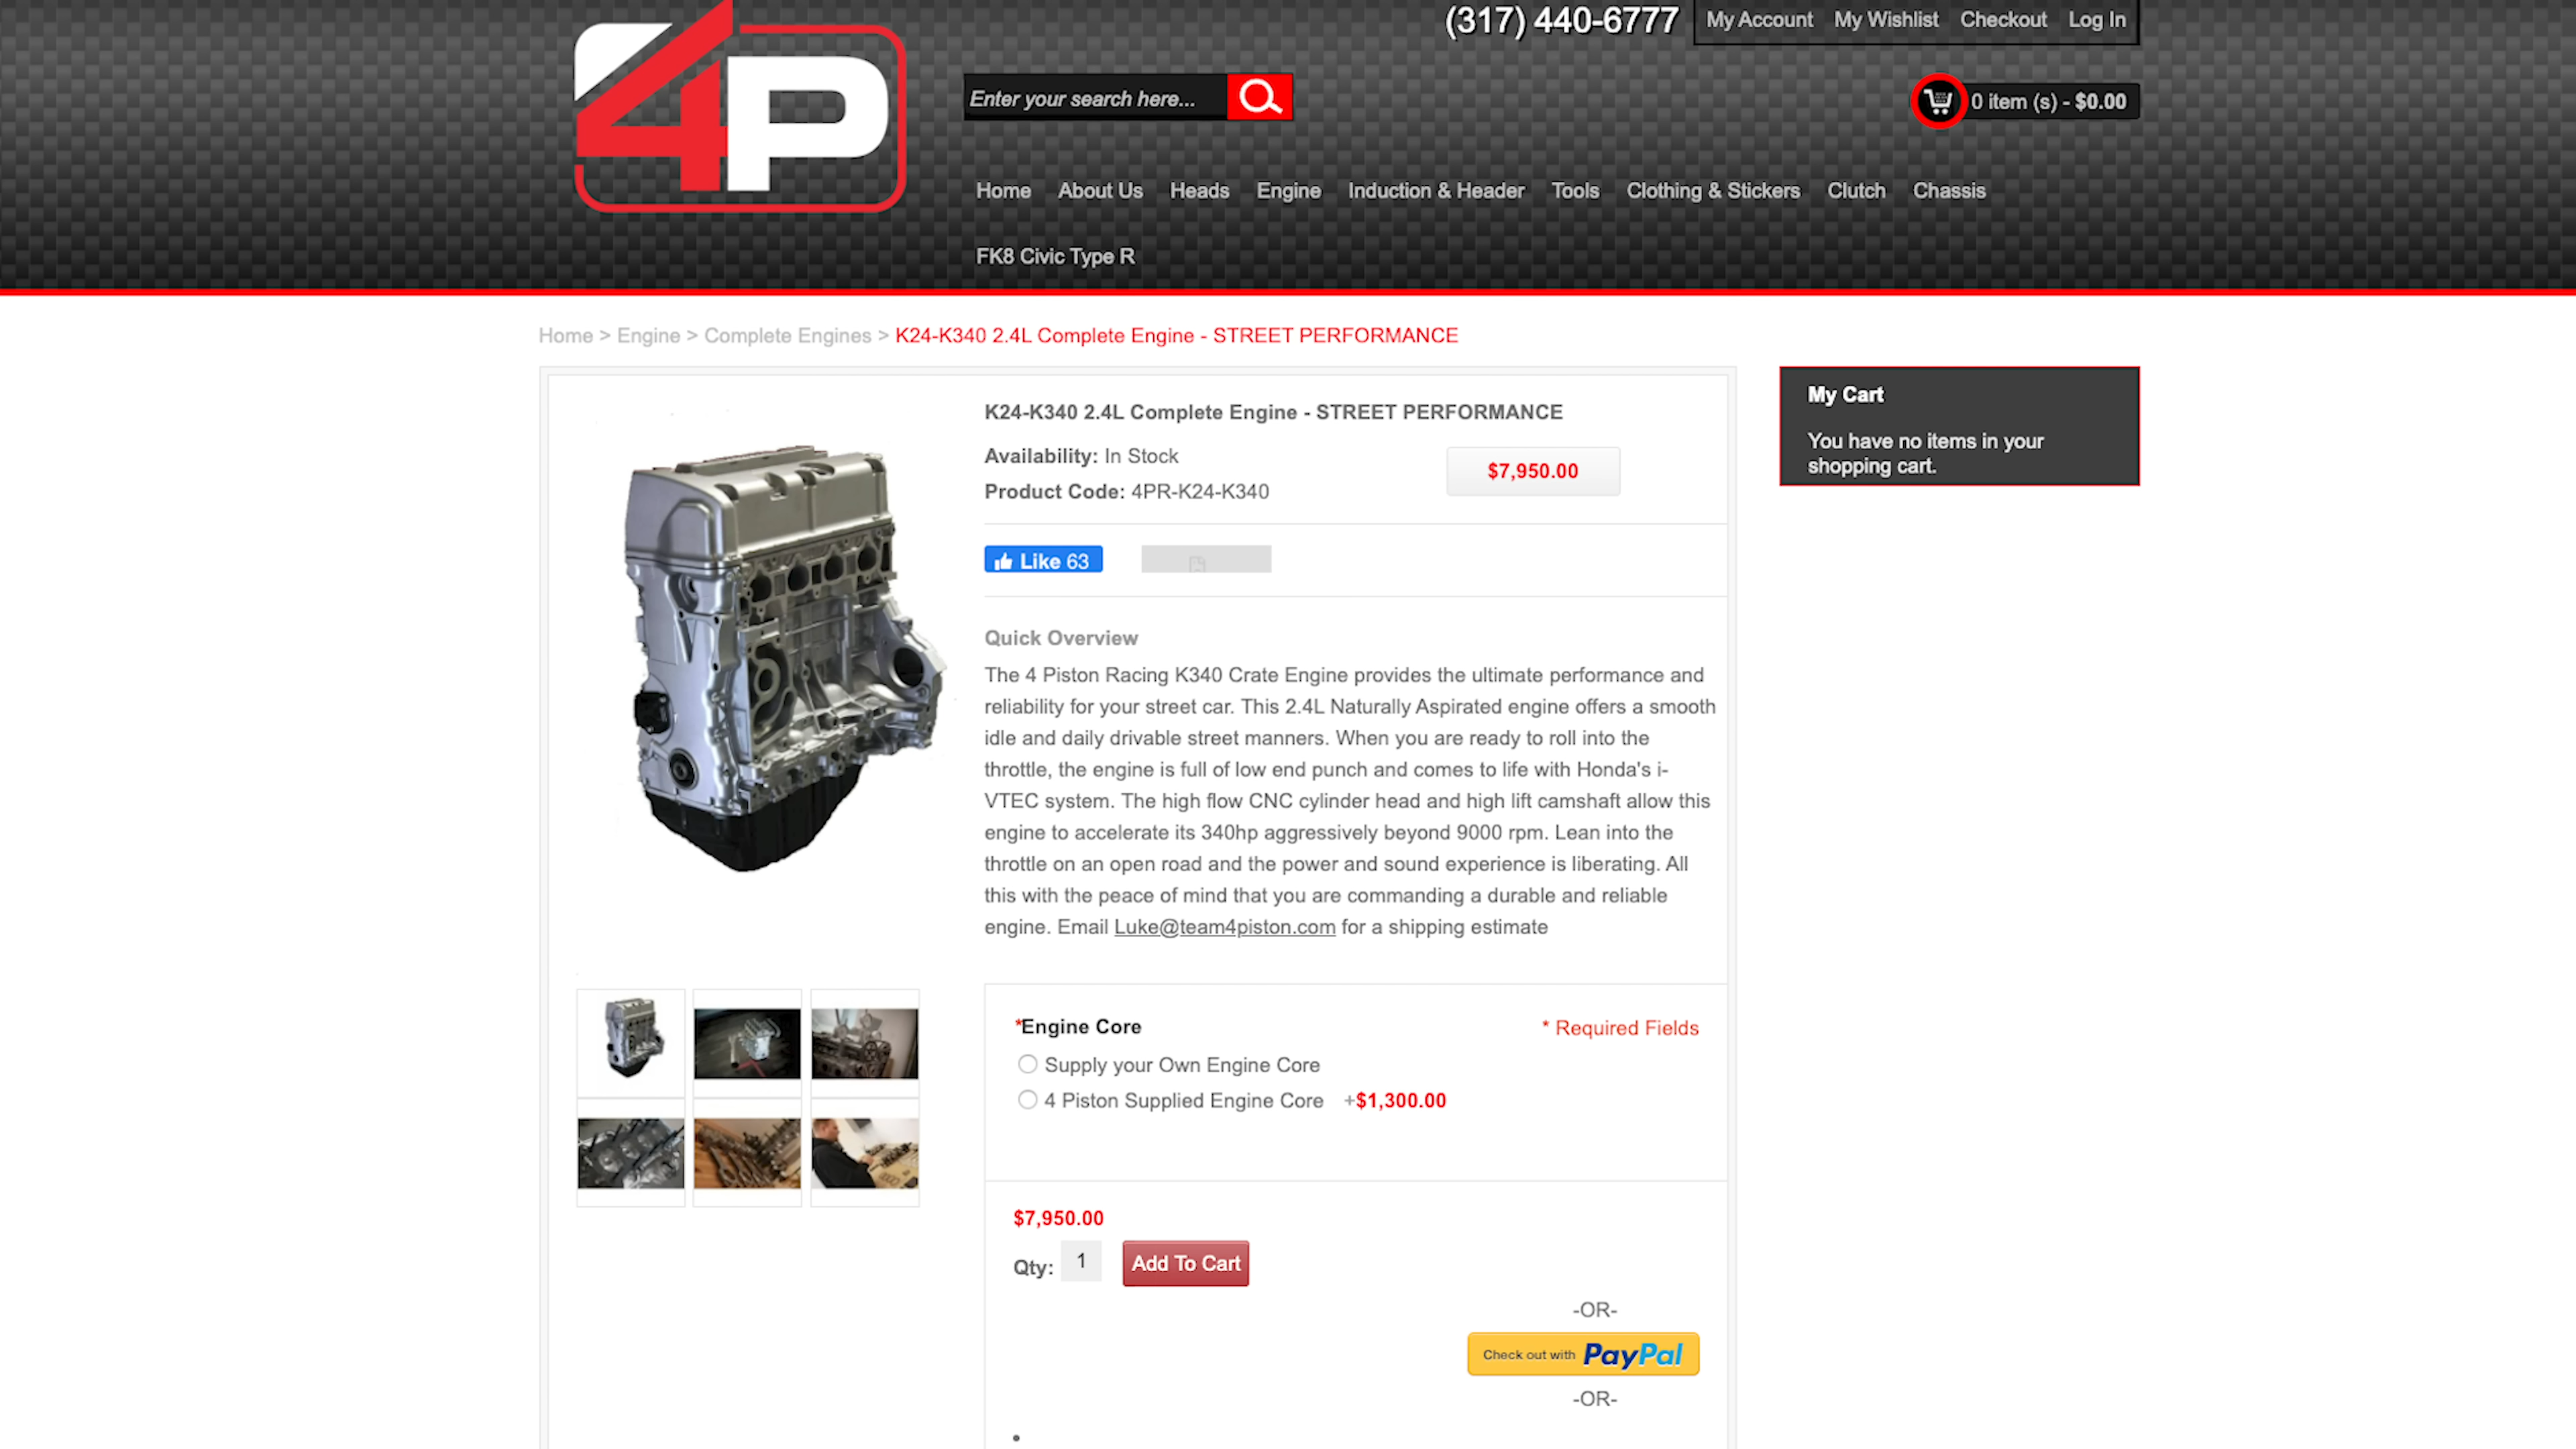 4P
(317) 440-6777
My Account My Wishlist Checkout Log In
Enter your search here...
0 item (s) - $0.00
Home About Us Heads Engine Induction & Header Tools Clothing & Stickers Clutch Chassis
FK8 Civic Type R
Home > Engine > Complete Engines > K24-K340 2.4L Complete Engine - STREET PERFORMANCE
K24-K340 2.4L Complete Engine - STREET PERFORMANCE
Availability: In Stock
$7,950.00
Product Code: 4PR-K24-K340
Like 63
Quick Overview
The 4 Piston Racing K340 Crate Engine provides the ultimate performance and
reliability for your street car. This 2.4L Naturally Aspirated engine offers a smooth
idle and daily drivable street manners. When you are ready to roll into the
throttle, the engine is full of low end punch and comes to life with Honda's i-
VTEC system. The high flow CNC cylinder head and high lift camshaft allow this
engine to accelerate its 340hp aggressively beyond 9000 rpm. Lean into the
throttle on an open road and the power and sound experience is liberating. All
this with the peace of mind that you are commanding a durable and reliable
engine. Email Luke@team4piston.com for a shipping estimate
*Engine Core
* Required Fields
Supply your Own Engine Core
4 Piston Supplied Engine Core +$1,300.00
$7,950.00
Qty: 1 Add To Cart
-OR-
Check out with PayPal
-OR-
My Cart
You have no items in your
shopping cart.